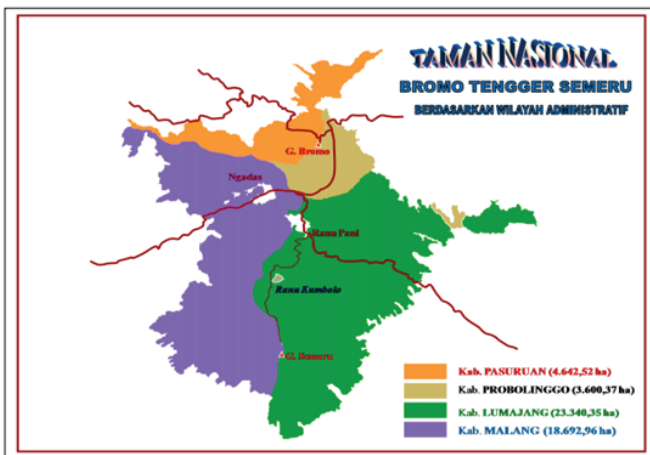 TAMAN NASIONAL
BROMO TENGGER SEMERU
BERDASARKAN WILAYAH ADMINISTRATIF
G. Bromo
Ngadas
Ranu Pani
Ranu Kumbolo
G. Semeru
Kab. PASURUAN (4.642,52 ha)
Kab. PROBOLINGGO (3.600,37 ha)
Kab. LUMAJANG (23.340,35 ha)
Kab. MALANG (18.692,96 ha)